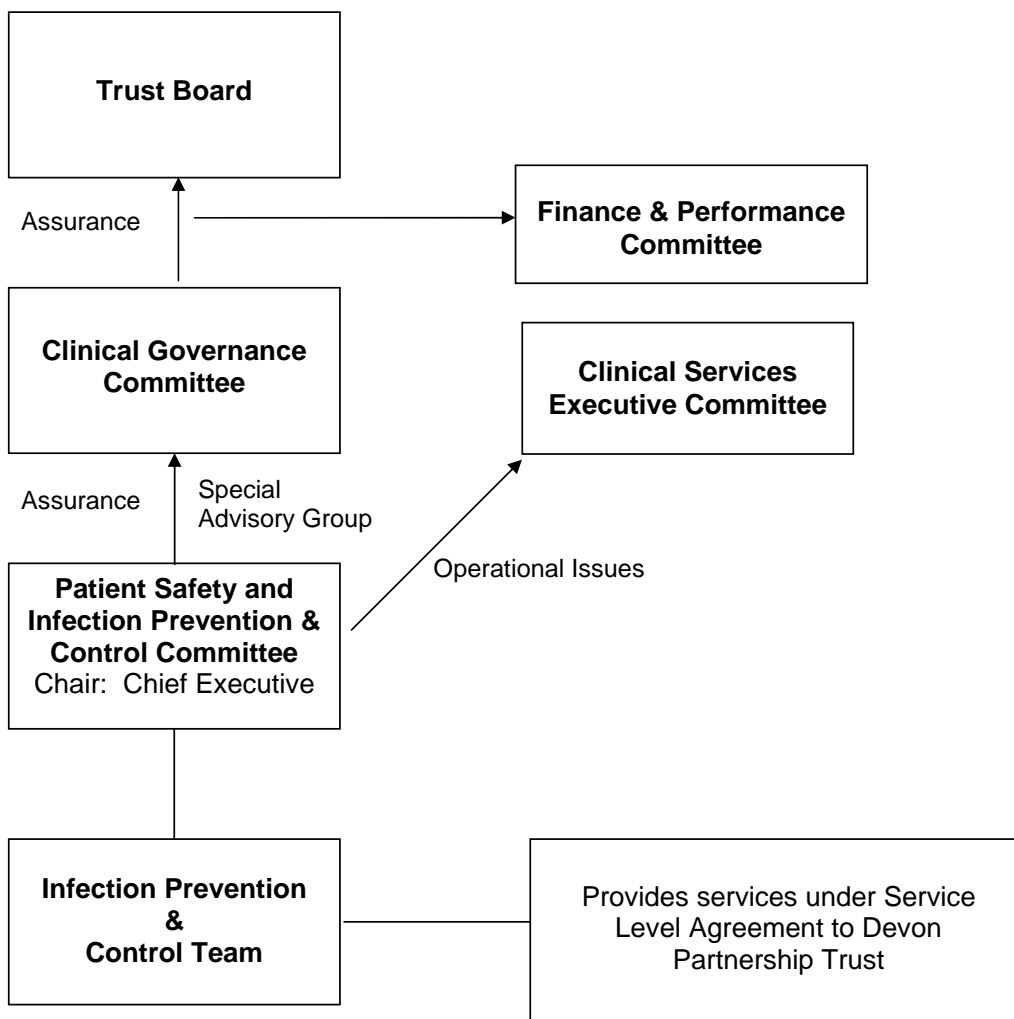 Trust Board
Assurance
Finance & Performance
Committee
Clinical Governance
Committee
Clinical Services
Executive Committee
Assurance
Special
Advisory Group
Operational Issues
Patient Safety and
Infection Prevention &
Control Committee
Chair:  Chief Executive
Infection Prevention
&
Control Team
Provides services under Service
Level Agreement to Devon
Partnership Trust